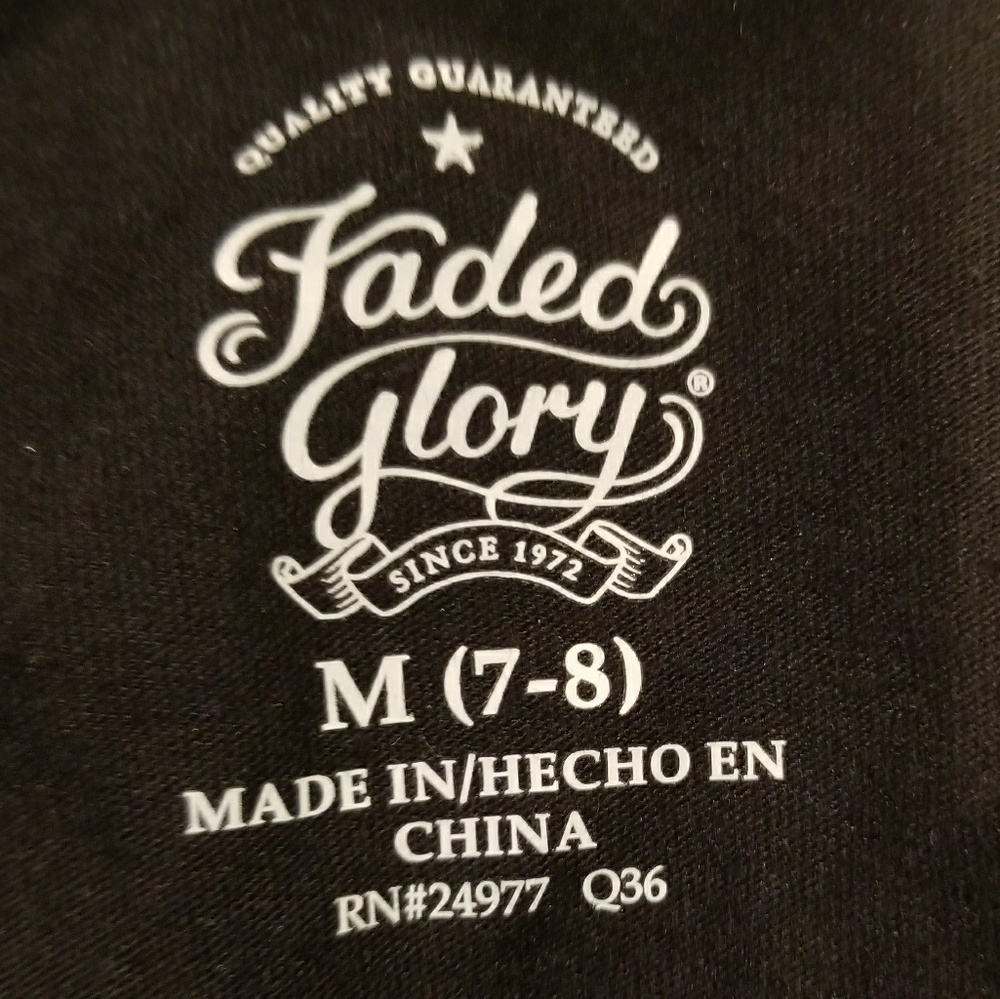 QUALITY GUARANTEED
Faded
Glory®
SINCE 1972
M (7-8)
MADE IN/HECHO EN
CHINA
RN#24977 Q36